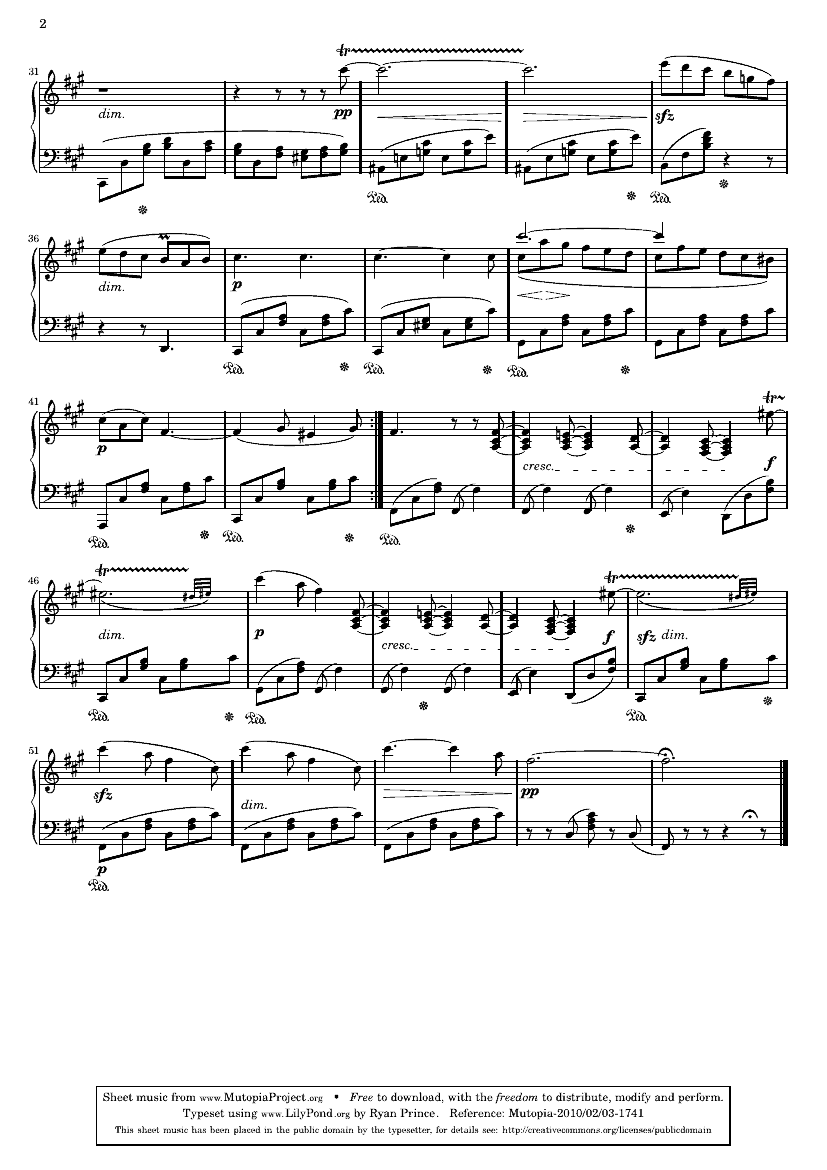 2
31
dim.
pp
sfz
36
dim.
p
41
p
cresc.
f
46
dim.
p
cresc.
f
sfz dim.
51
sfz
dim.
pp
p
Sheet music from www.MutopiaProject.org • Free to download, with the freedom to distribute, modify and perform.
Typeset using www.LilyPond.org by Ryan Prince. Reference: Mutopia-2010/02/03-1741
This sheet music has been placed in the public domain by the typesetter, for details see: http://creativecommons.org/licenses/publicdomain